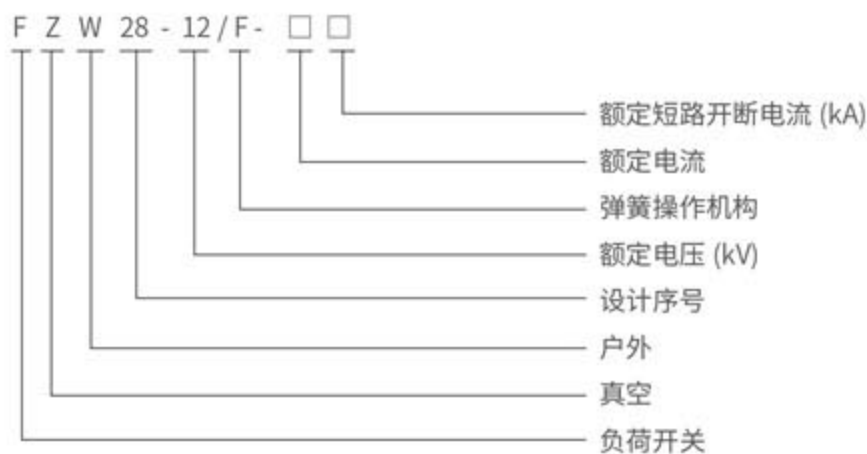 F Z W 28 - 12 / F - □ □
额定短路开断电流 (kA)
额定电流
弹簧操作机构
额定电压 (kV)
设计序号
户外
真空
负荷开关